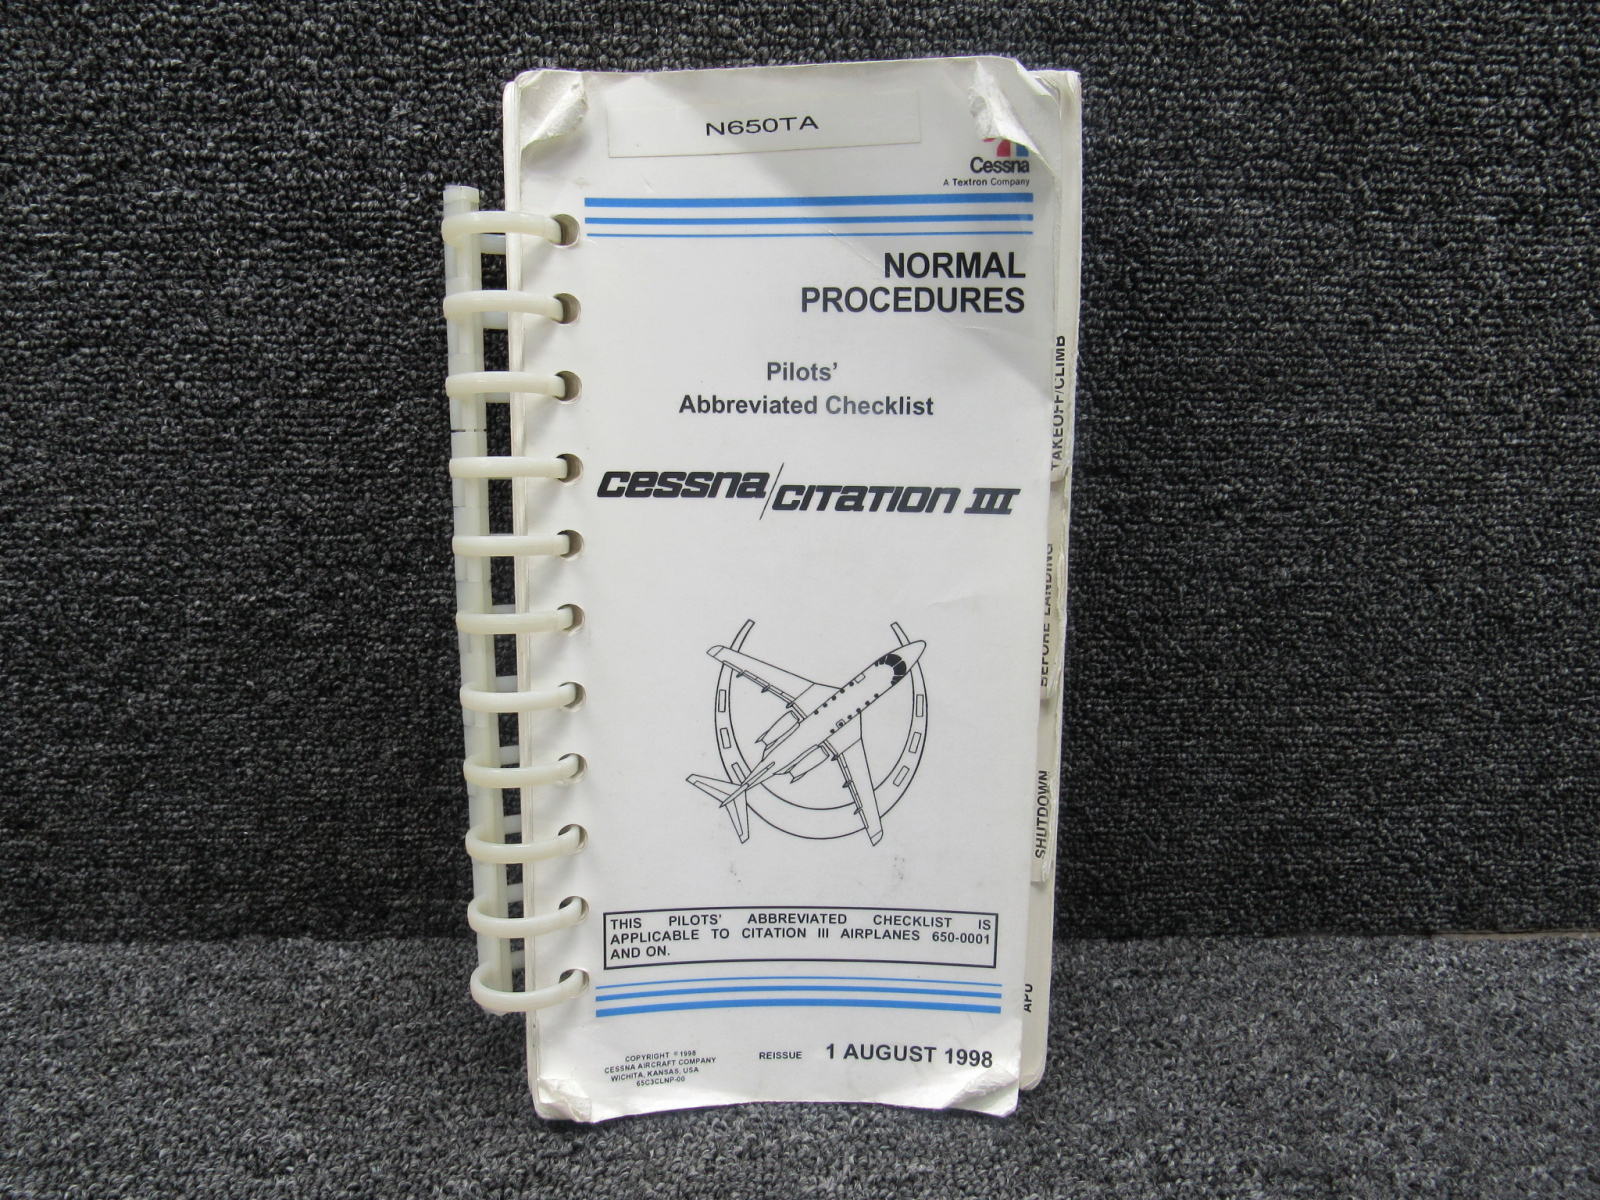 N650TA
Cessna
A Textron Company
NORMAL
PROCEDURES
Pilots'
Abbreviated Checklist
cessna/CITATION III
THIS PILOTS' ABBREVIATED CHECKLIST IS
APPLICABLE TO CITATION III AIRPLANES 650-0001
AND ON.
COPYRIGHT © 1998
CESSNA AIRCRAFT COMPANY
WICHITA, KANSAS, USA
65C3CLNP-00
REISSUE 1 AUGUST 1998
TAKEOFF/CLIMB
BEFORE LANDING
SHUTDOWN
APU